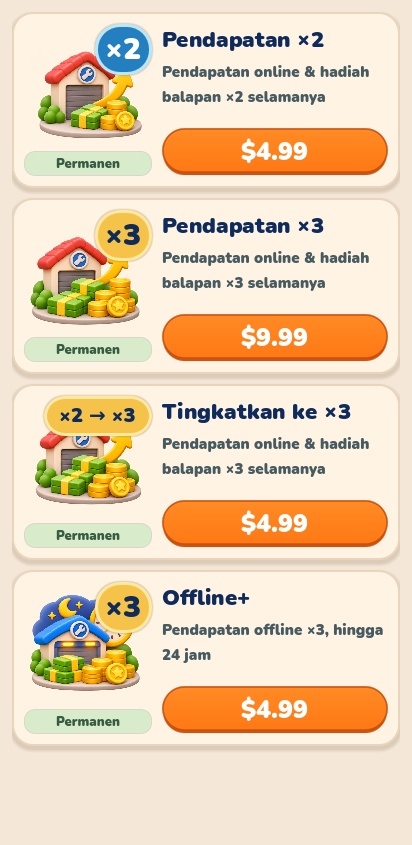 ×2
Pendapatan ×2
Pendapatan online & hadiah
balapan ×2 selamanya
$4.99
Permanen
×3
Pendapatan ×3
Pendapatan online & hadiah
balapan ×3 selamanya
$9.99
Permanen
×2 → ×3
Tingkatkan ke ×3
Pendapatan online & hadiah
balapan ×3 selamanya
$4.99
Permanen
×3
Offline+
Pendapatan offline ×3, hingga
24 jam
$4.99
Permanen